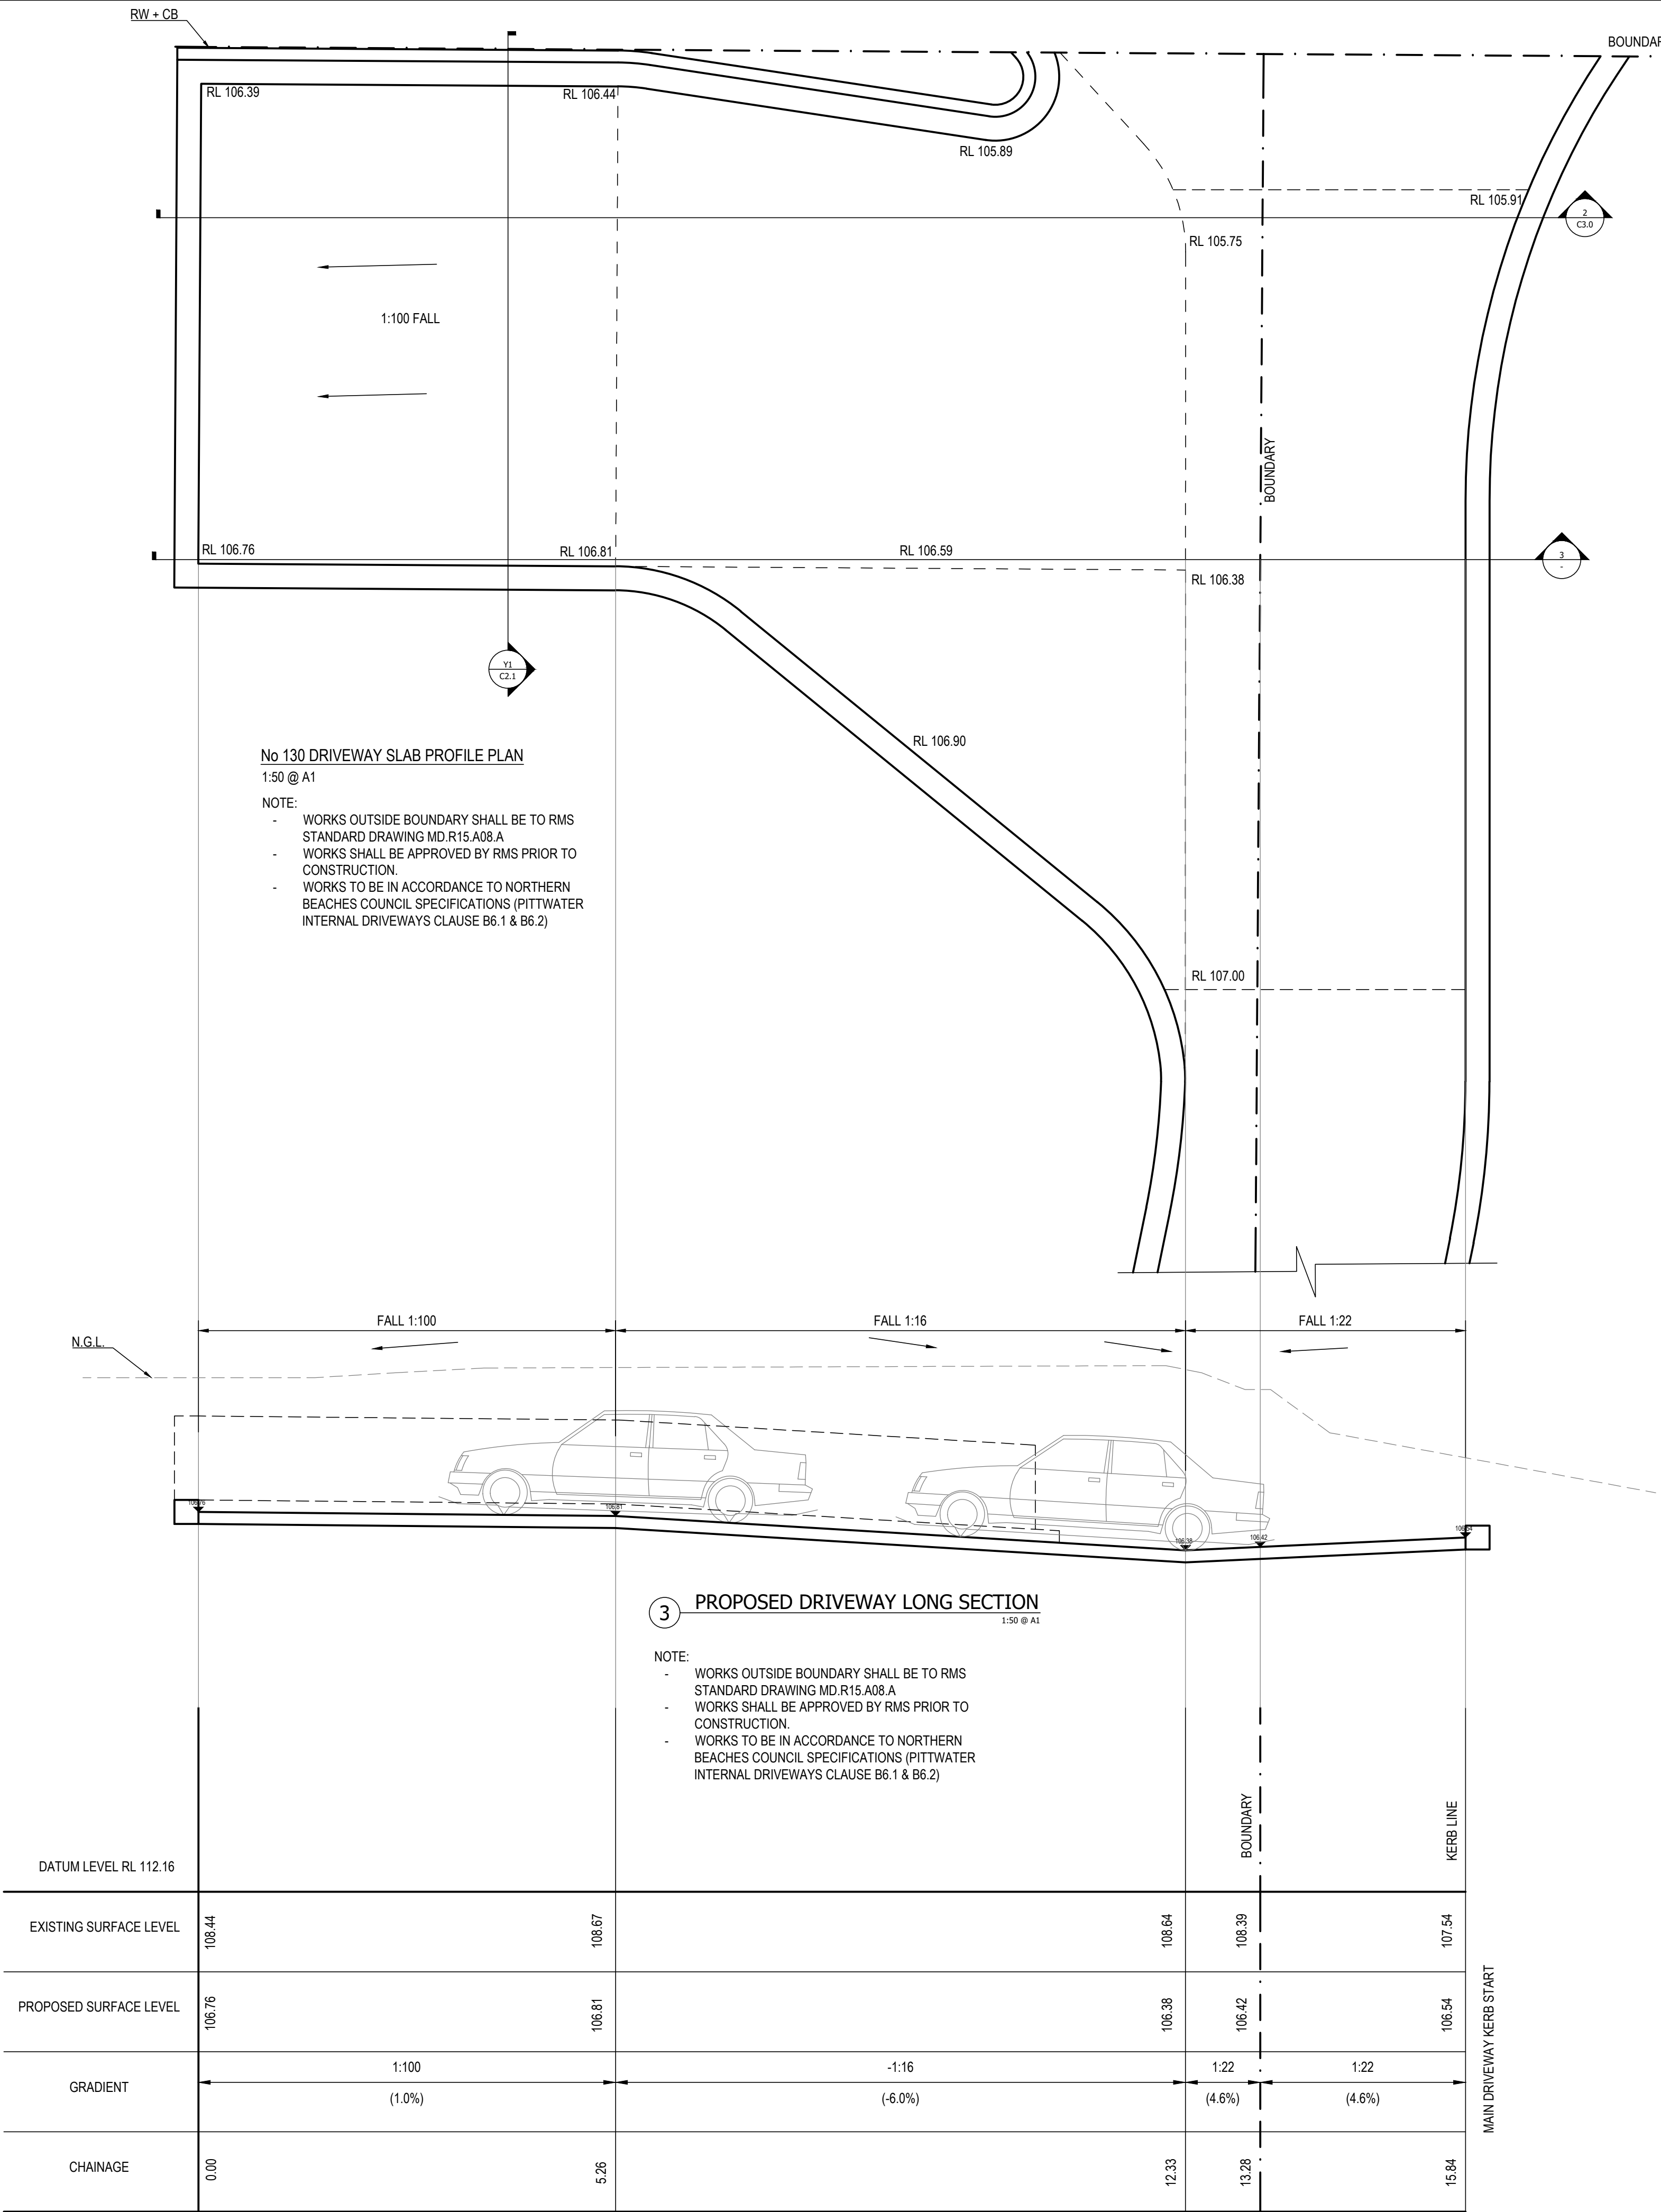 RW + CB
BOUNDAR
RL 106.39
RL 106.44
RL 105.89
RL 105.91
2
C3.0
RL 105.75
1:100 FALL
BOUNDARY
RL 106.76
RL 106.81
RL 106.59
3
-
RL 106.38
Y1
C2.1
RL 106.90
No 130 DRIVEWAY SLAB PROFILE PLAN
1:50 @ A1
NOTE:
- WORKS OUTSIDE BOUNDARY SHALL BE TO RMS
STANDARD DRAWING MD.R15.A08.A
- WORKS SHALL BE APPROVED BY RMS PRIOR TO
CONSTRUCTION.
- WORKS TO BE IN ACCORDANCE TO NORTHERN
BEACHES COUNCIL SPECIFICATIONS (PITTWATER
INTERNAL DRIVEWAYS CLAUSE B6.1 & B6.2)
RL 107.00
FALL 1:100
FALL 1:16
FALL 1:22
N.G.L.
106.76
106.81
106.38
106.42
106.54
3
PROPOSED DRIVEWAY LONG SECTION
1:50 @ A1
NOTE:
- WORKS OUTSIDE BOUNDARY SHALL BE TO RMS
STANDARD DRAWING MD.R15.A08.A
- WORKS SHALL BE APPROVED BY RMS PRIOR TO
CONSTRUCTION.
- WORKS TO BE IN ACCORDANCE TO NORTHERN
BEACHES COUNCIL SPECIFICATIONS (PITTWATER
INTERNAL DRIVEWAYS CLAUSE B6.1 & B6.2)
BOUNDARY
KERB LINE
DATUM LEVEL RL 112.16
EXISTING SURFACE LEVEL
108.44
108.67
108.64
108.39
107.54
PROPOSED SURFACE LEVEL
106.76
106.81
106.38
106.42
106.54
MAIN DRIVEWAY KERB START
GRADIENT
1:100
(1.0%)
-1:16
(-6.0%)
1:22
(4.6%)
1:22
(4.6%)
CHAINAGE
0.00
5.26
12.33
13.28
15.84